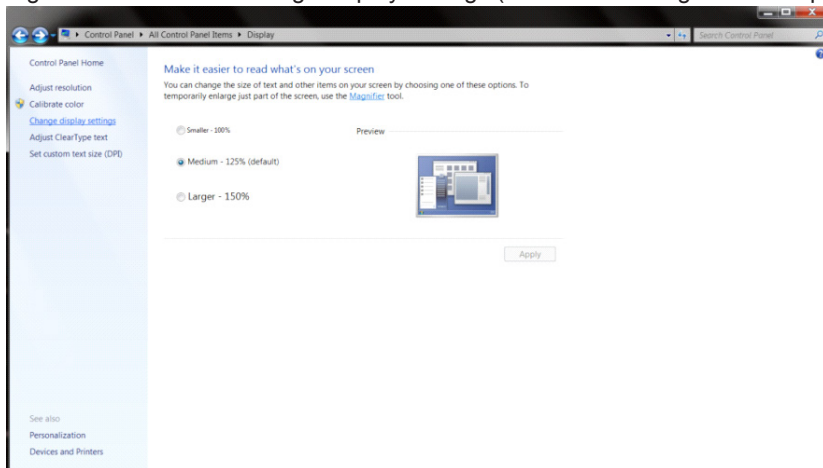 Control Panel ▸ All Control Panel Items ▸ Display
Search Control Panel
Control Panel Home
Adjust resolution
Calibrate color
Change display settings
Adjust ClearType text
Set custom text size (DPI)
See also
Personalization
Devices and Printers
Make it easier to read what's on your screen
You can change the size of text and other items on your screen by choosing one of these options. To
temporarily enlarge just part of the screen, use the Magnifier tool.
Smaller - 100%
Preview
Medium - 125% (default)
Larger - 150%
Apply